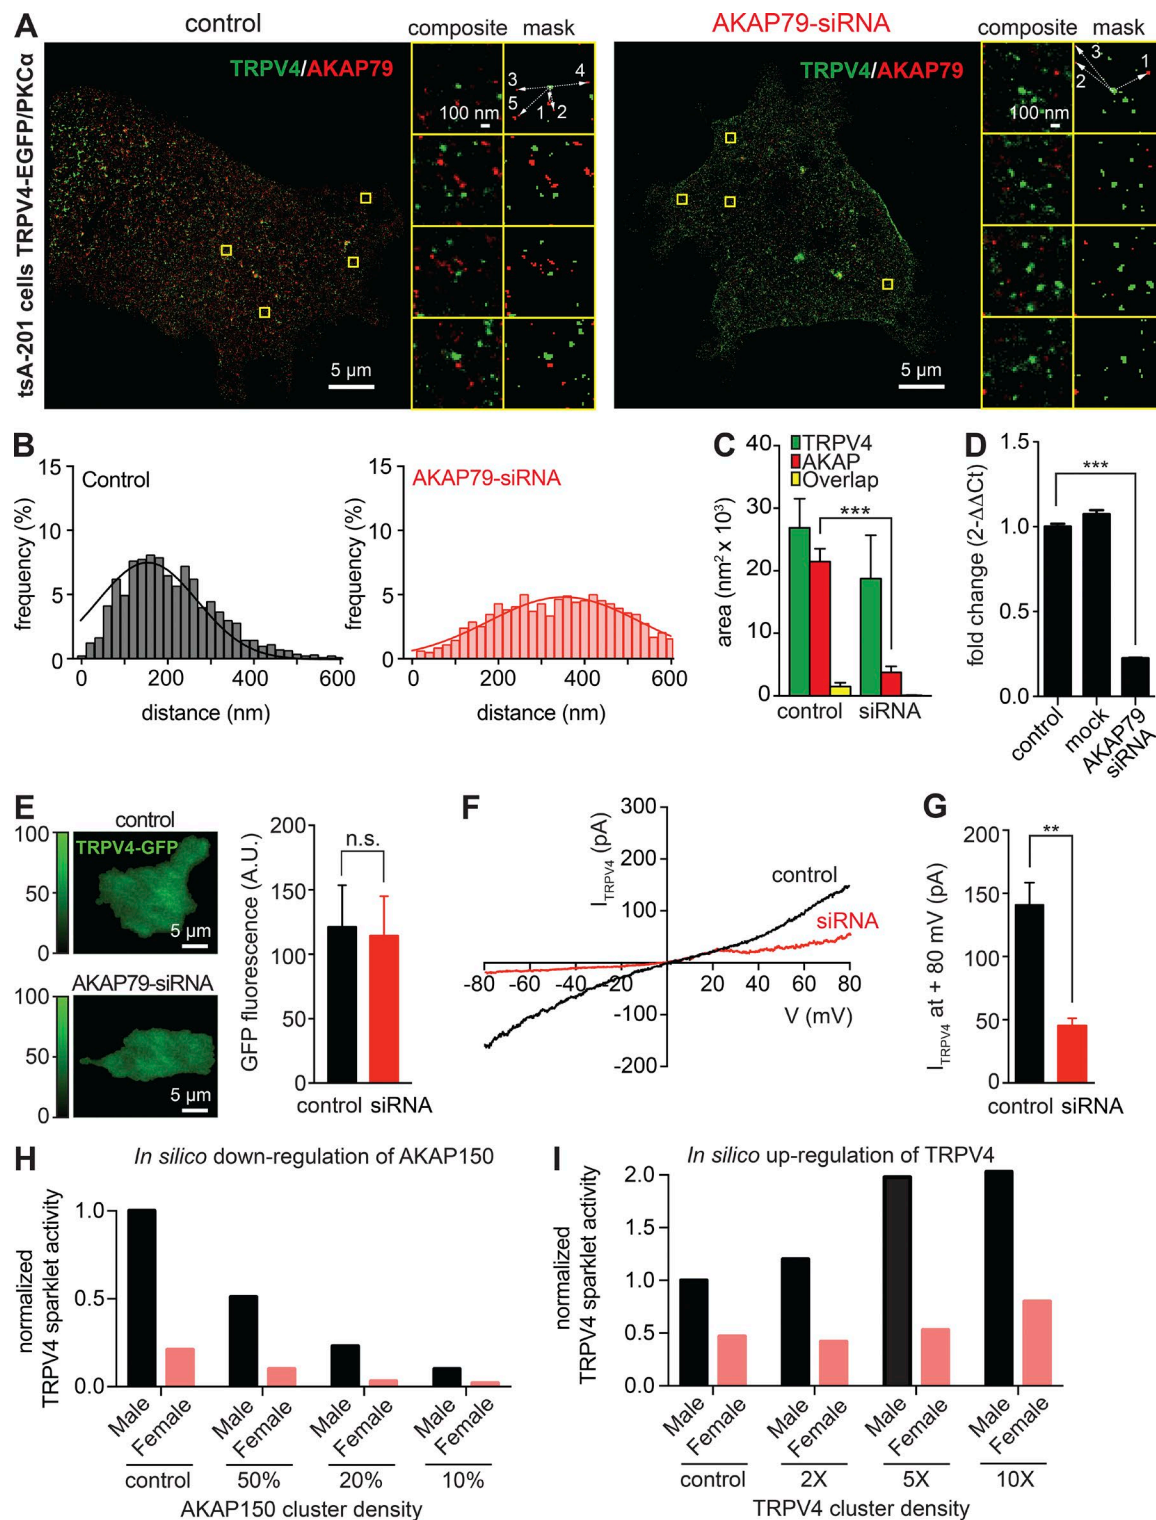 A
control
AKAP79-siRNA
composite mask
composite mask
TRPV4/AKAP79
TRPV4/AKAP79
tsA-201 cells TRPV4-EGFP/PKCα
3
4
5
1
2
100 nm
3
2
1
100 nm
5 µm
5 µm
B
Control
frequency (%)
15
10
5
0
0 200 400 600
distance (nm)
AKAP79-siRNA
frequency (%)
15
10
5
0
0 200 400 600
distance (nm)
C
TRPV4
AKAP
Overlap
***
area (nm² x 10³)
40
30
20
10
0
control siRNA
D
***
fold change (2-ΔΔCt)
1.5
1.0
0.5
0.0
control
mock
AKAP79
siRNA
E
control
100
50
0
TRPV4-GFP
5 µm
AKAP79-siRNA
100
50
0
5 µm
GFP fluorescence (A.U.)
200
150
100
50
0
n.s.
control siRNA
F
ITRPV4 (pA)
300
200
100
-100
-200
-80 -60 -40 -20 20 40 60 80
control
siRNA
V (mV)
G
ITRPV4 at + 80 mV (pA)
200
150
100
50
0
**
control siRNA
H
In silico down-regulation of AKAP150
normalized
TRPV4 sparklet activity
1.0
0.5
0.0
Male Female Male Female Male Female Male Female
control 50% 20% 10%
AKAP150 cluster density
I
In silico up-regulation of TRPV4
normalized
TRPV4 sparklet activity
2.0
1.5
1.0
0.5
0.0
Male Female Male Female Male Female Male Female
control 2X 5X 10X
TRPV4 cluster density